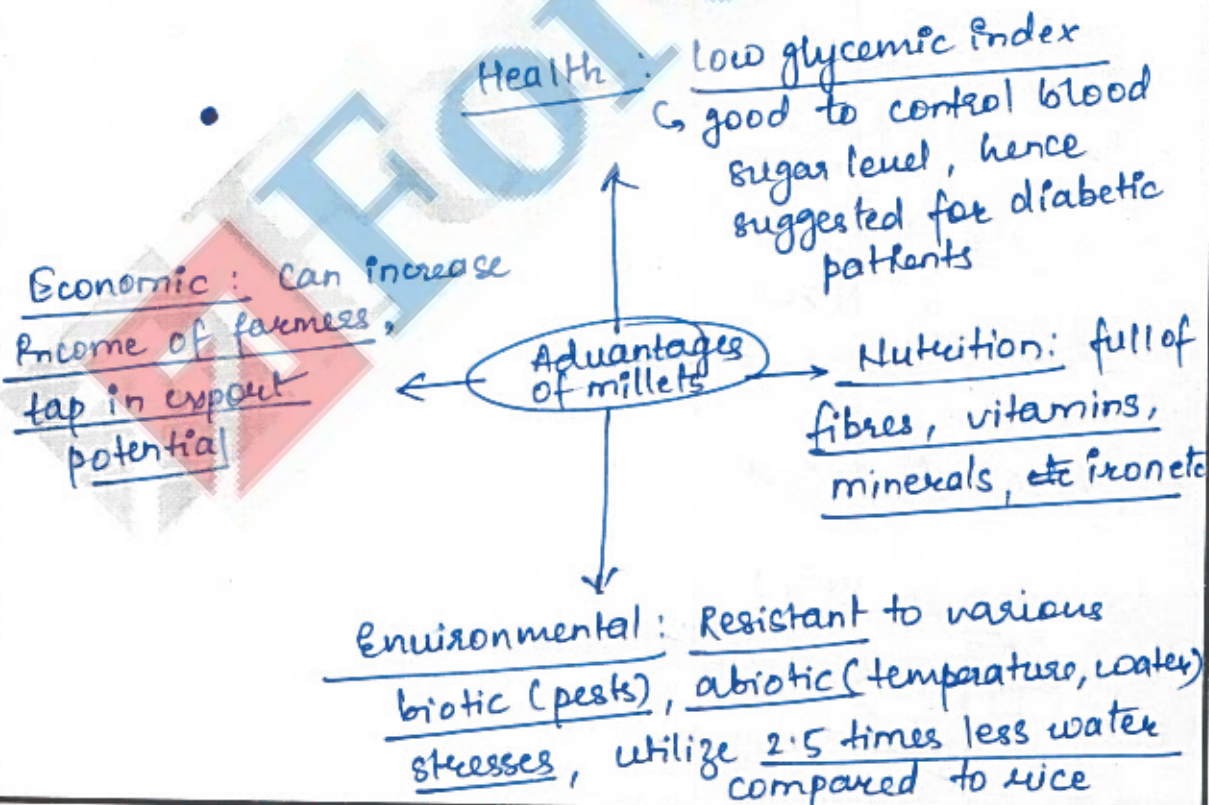 Health : low glycemic index
↳ good to control blood
sugar level, hence
suggested for diabetic
patients
Economic : Can increase
income of farmers,
tap in export
potential
Advantages
of millets
Nutrition: full of
fibres, vitamins,
minerals, etc iron etc
Environmental : Resistant to various
biotic (pests), abiotic (temperature, water)
stresses, utilize 2.5 times less water
compared to rice